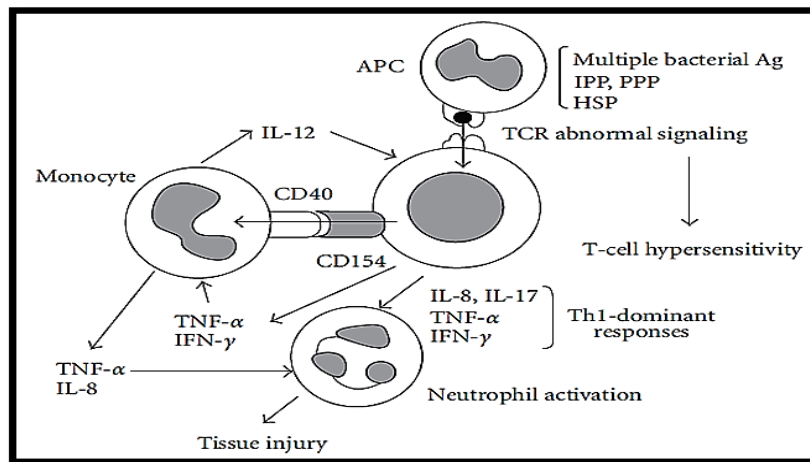 APC
Multiple bacterial Ag
IPP, PPP
HSP
TCR abnormal signaling
IL-12
Monocyte
CD40
CD154
T-cell hypersensitivity
TNF-α
IFN-γ
IL-8, IL-17
TNF-α
IFN-γ
Th1-dominant
responses
TNF-α
IL-8
Neutrophil activation
Tissue injury